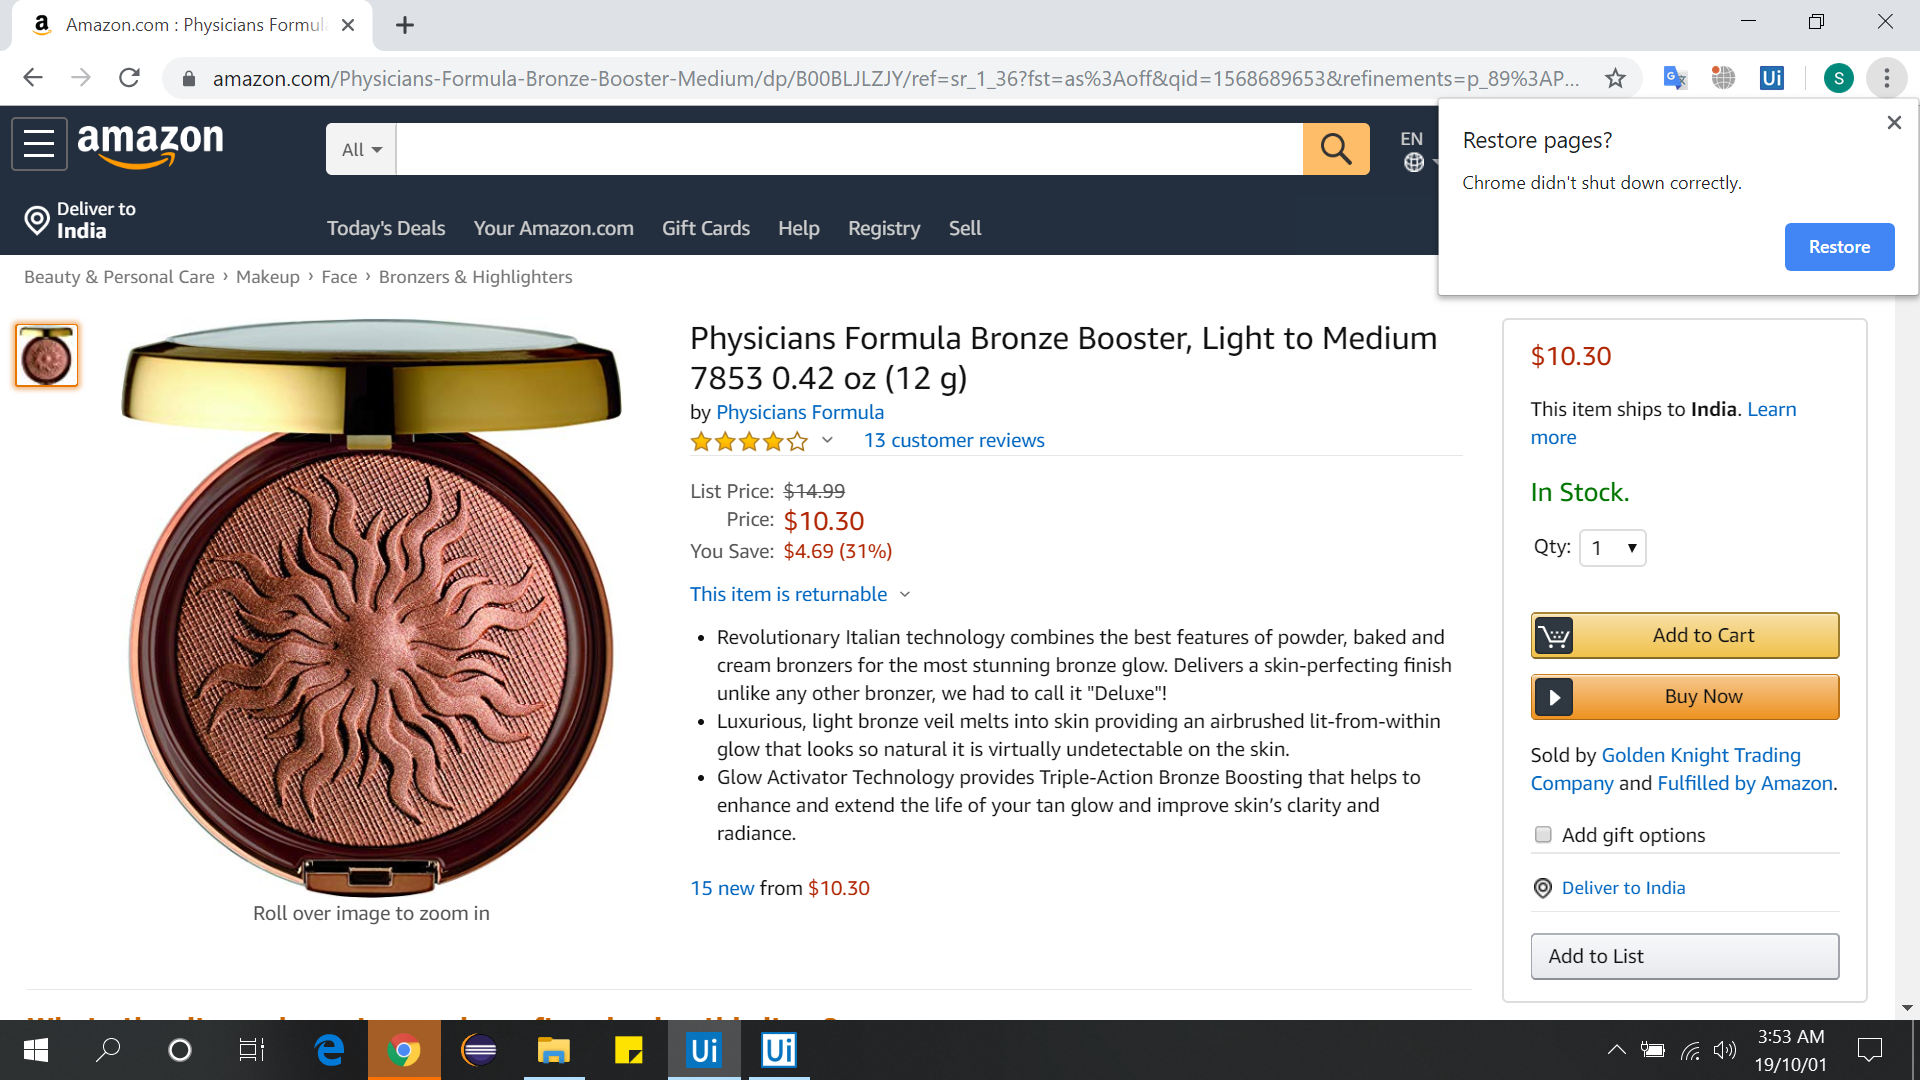 Amazon.com : Physicians Formul
amazon.com/Physicians-Formula-Bronze-Booster-Medium/dp/B00BLJLZJY/ref=sr_1_36?fst=as%3Aoff&qid=1568689653&refinements=p_89%3AP...
S
Ui
Restore pages?
Chrome didn't shut down correctly.
Restore
amazon
All
EN
Deliver to
India
Today's Deals Your Amazon.com Gift Cards Help Registry Sell
Beauty & Personal Care › Makeup › Face › Bronzers & Highlighters
Roll over image to zoom in
Physicians Formula Bronze Booster, Light to Medium
7853 0.42 oz (12 g)
by Physicians Formula
13 customer reviews
List Price: $14.99
Price: $10.30
You Save: $4.69 (31%)
This item is returnable
• Revolutionary Italian technology combines the best features of powder, baked and
cream bronzers for the most stunning bronze glow. Delivers a skin-perfecting finish
unlike any other bronzer, we had to call it "Deluxe"!
• Luxurious, light bronze veil melts into skin providing an airbrushed lit-from-within
glow that looks so natural it is virtually undetectable on the skin.
• Glow Activator Technology provides Triple-Action Bronze Boosting that helps to
enhance and extend the life of your tan glow and improve skin’s clarity and
radiance.
15 new from $10.30
$10.30
This item ships to India. Learn
more
In Stock.
Qty: 1
Add to Cart
Buy Now
Sold by Golden Knight Trading
Company and Fulfilled by Amazon.
Add gift options
Deliver to India
Add to List
Ui
Ui
3:53 AM
19/10/01